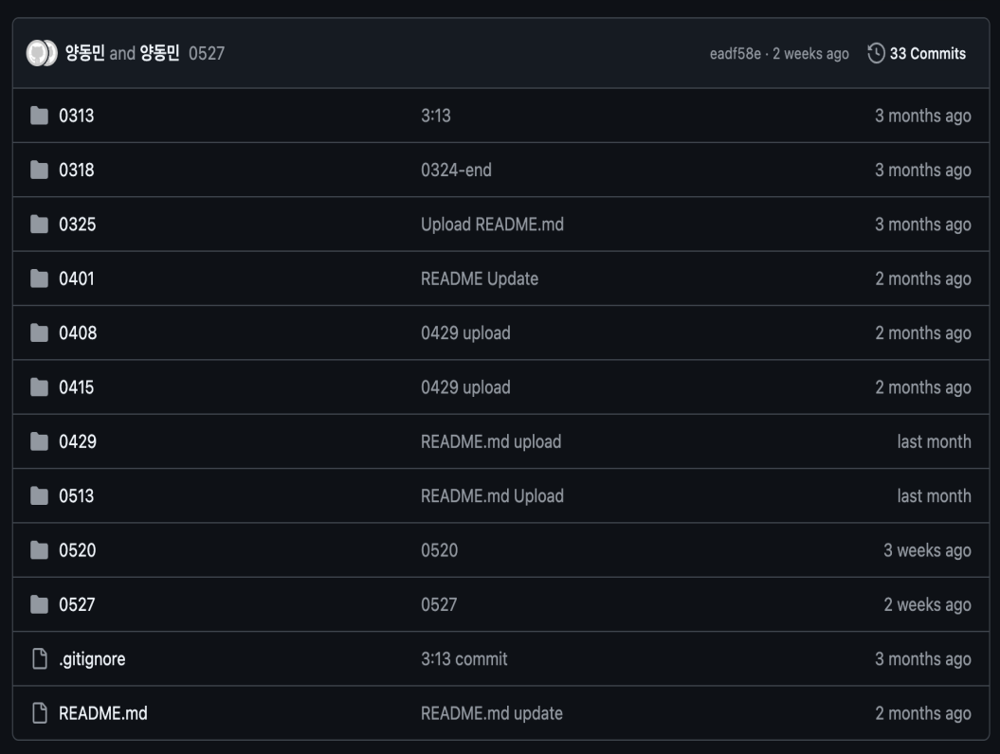 양동민 and 양동민 0527 eadf58e · 2 weeks ago 33 Commits
0313 3:13 3 months ago
0318 0324-end 3 months ago
0325 Upload README.md 3 months ago
0401 README Update 2 months ago
0408 0429 upload 2 months ago
0415 0429 upload 2 months ago
0429 README.md upload last month
0513 README.md Upload last month
0520 0520 3 weeks ago
0527 0527 2 weeks ago
.gitignore 3:13 commit 3 months ago
README.md README.md update 2 months ago